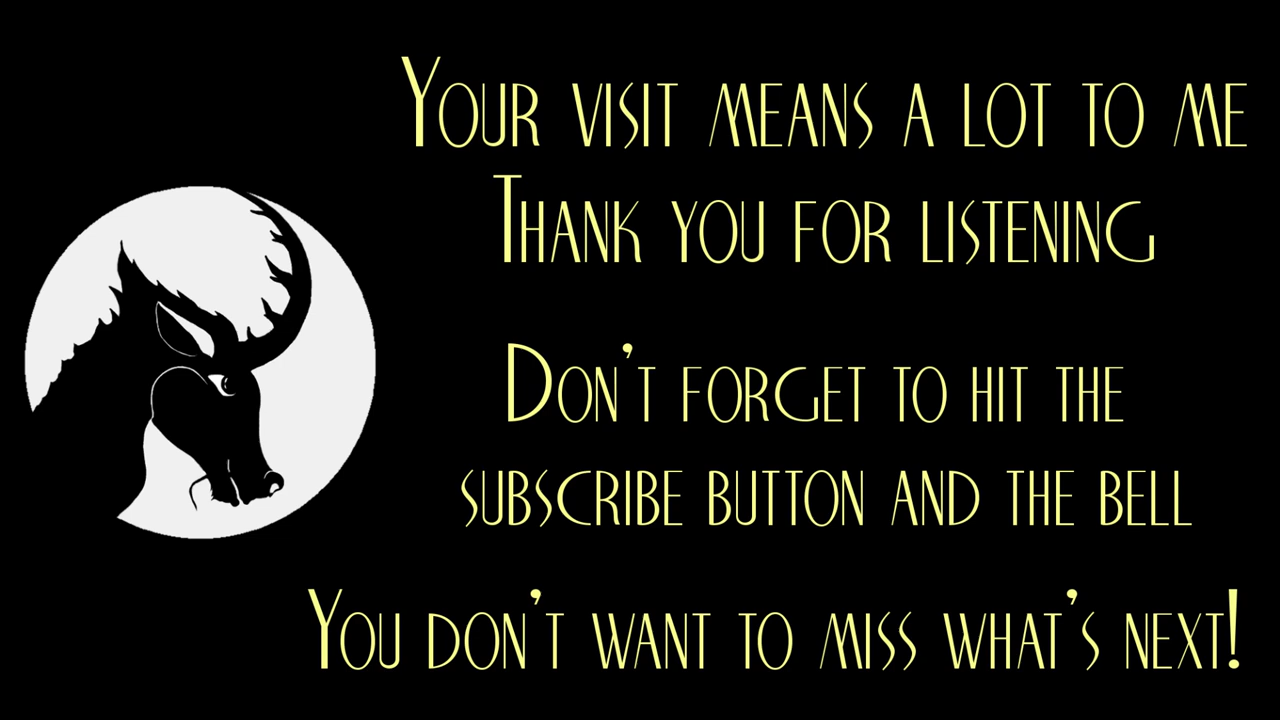 Your visit means a lot to me
Thank you for listening
Don't forget to hit the
subscribe button and the bell
You don't want to miss what's next!